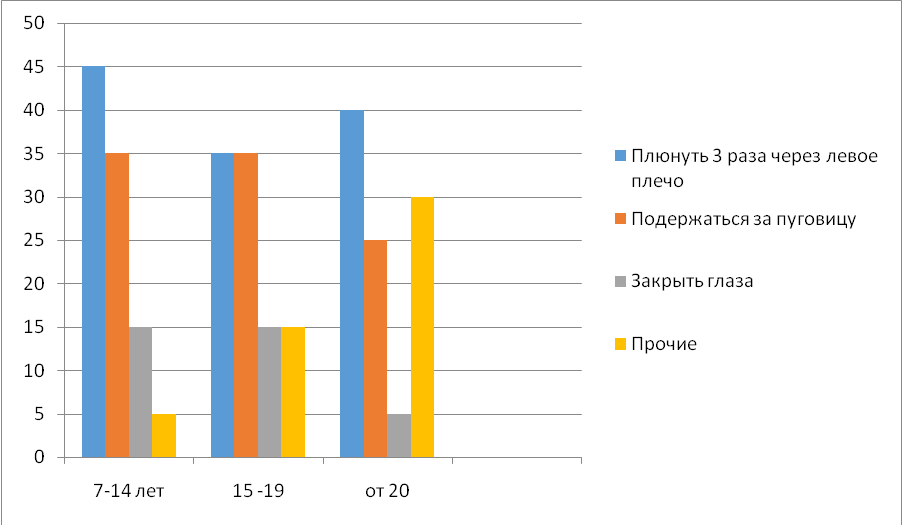 50
45
40
35
30
25
20
15
10
5
0
7-14 лет
15 -19
от 20
Плюнуть 3 раза через левое
плечо
Подержаться за пуговицу
Закрыть глаза
Прочие